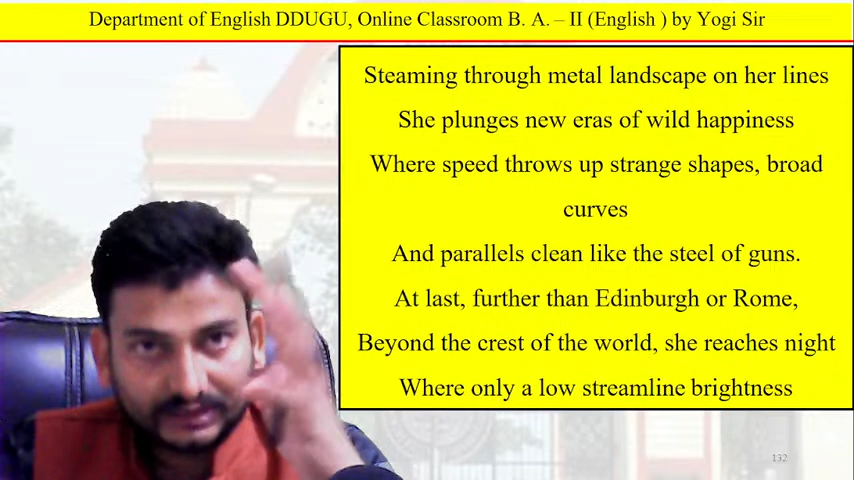 Department of English DDUGU, Online Classroom B. A. – II (English ) by Yogi Sir
Steaming through metal landscape on her lines
She plunges new eras of wild happiness
Where speed throws up strange shapes, broad
curves
And parallels clean like the steel of guns.
At last, further than Edinburgh or Rome,
Beyond the crest of the world, she reaches night
Where only a low streamline brightness
132